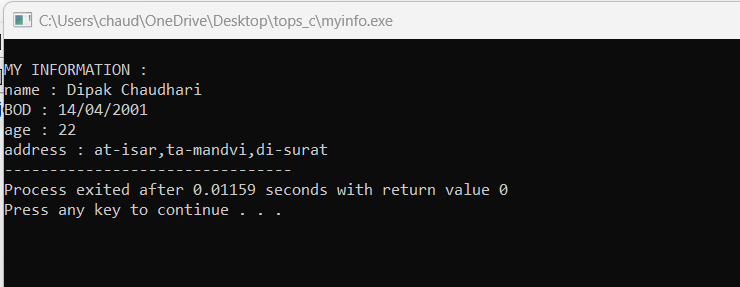 C:\Users\chaud\OneDrive\Desktop\tops_c\myinfo.exe
MY INFORMATION :
name : Dipak Chaudhari
BOD : 14/04/2001
age : 22
address : at-isar,ta-mandvi,di-surat
--------------------------------
Process exited after 0.01159 seconds with return value 0
Press any key to continue . . .